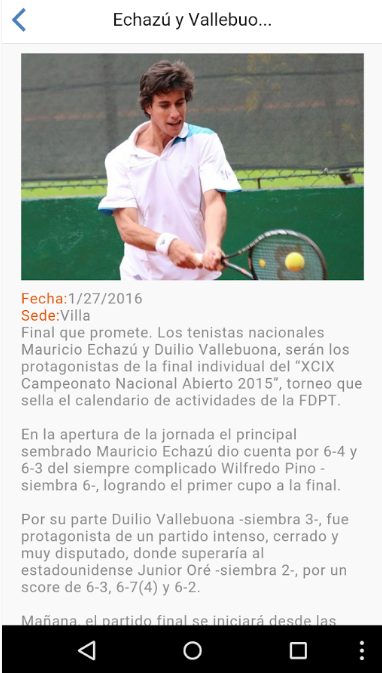 Echazú y Vallebuo...
Fecha:1/27/2016
Sede:Villa
Final que promete. Los tenistas nacionales
Mauricio Echazú y Duilio Vallebuona, serán los
protagonistas de la final individual del “XCIX
Campeonato Nacional Abierto 2015”, torneo que
sella el calendario de actividades de la FDPT.
En la apertura de la jornada el principal
sembrado Mauricio Echazú dio cuenta por 6-4 y
6-3 del siempre complicado Wilfredo Pino -
siembra 6-, logrando el primer cupo a la final.
Por su parte Duilio Vallebuona -siembra 3-, fue
protagonista de un partido intenso, cerrado y
muy disputado, donde superaría al
estadounidense Junior Oré -siembra 2-, por un
score de 6-3, 6-7(4) y 6-2.
Mañana, el partido final se iniciará desde las